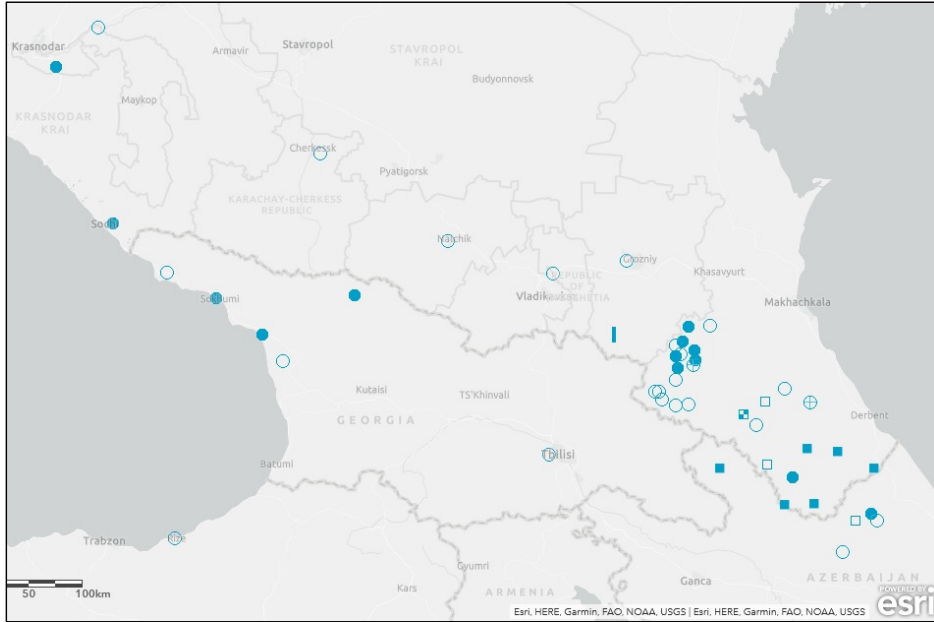 Krasnodar
Armavir
Stavropol
STAVROPOL
KRAI
Budyonnovsk
Maykop
KRASNODAR
KRAI
Cherkessk
Pyatigorsk
KARACHAY-CHERKESS
REPUBLIC
Sochi
Nalchik
Grozniy
Khasavyurt
REPUBLIC
OF
Makhachkala
Sukhumi
Kutaisi
TS'Khinvali
GEORGIA
Derbent
Batumi
Tbilisi
Trabzon
Rize
Gyumri
Kars
ARMENIA
Ganca
AZERBAIJAN
50 100km
Esri, HERE, Garmin, FAO, NOAA, USGS | Esri, HERE, Garmin, FAO, NOAA, USGS
POWERED BY
esri